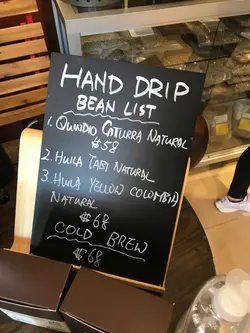 HAND DRIP
BEAN LIST
1. QUINDIO CATURRA NATURAL
$58
2. HUILA TABI NATURAL
3. HUILA YELLOW COLOMBIA
NATURAL
$68
COLD BREW
$68